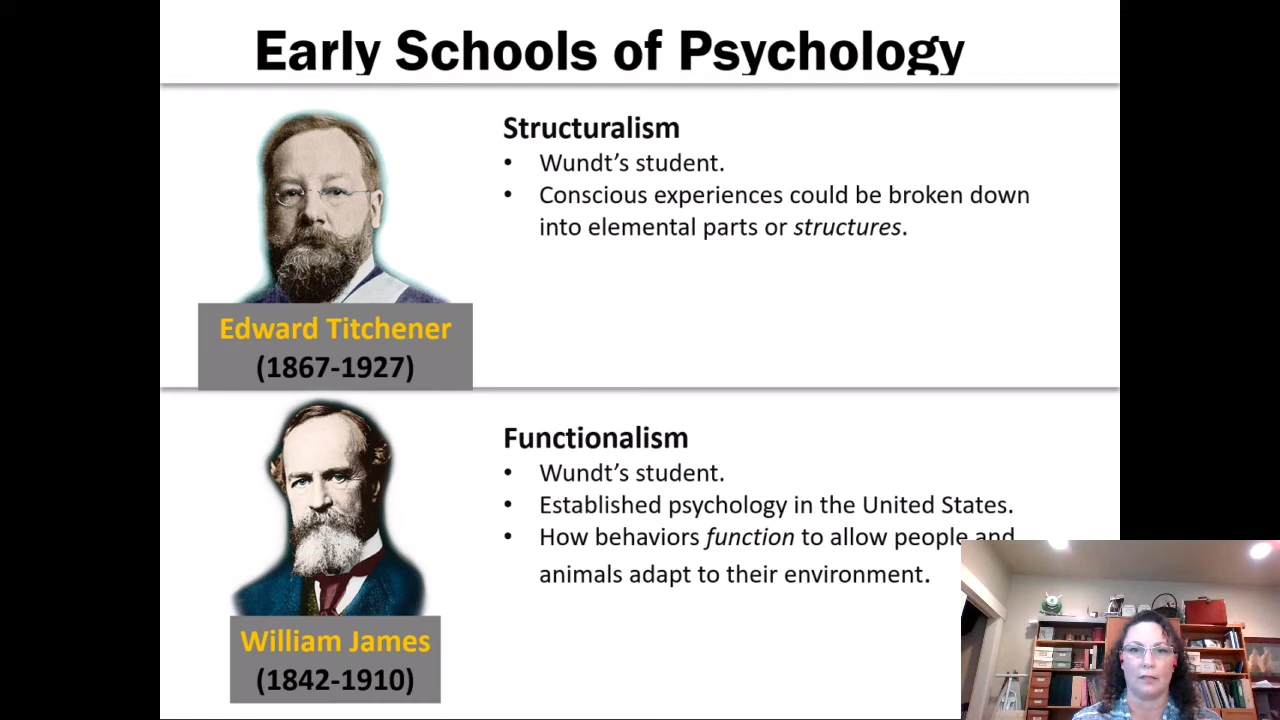 Early Schools of Psychology
Structuralism
• Wundt’s student.
• Conscious experiences could be broken down
into elemental parts or structures.
Edward Titchener
(1867-1927)
Functionalism
• Wundt’s student.
• Established psychology in the United States.
• How behaviors function to allow people and
animals adapt to their environment.
William James
(1842-1910)